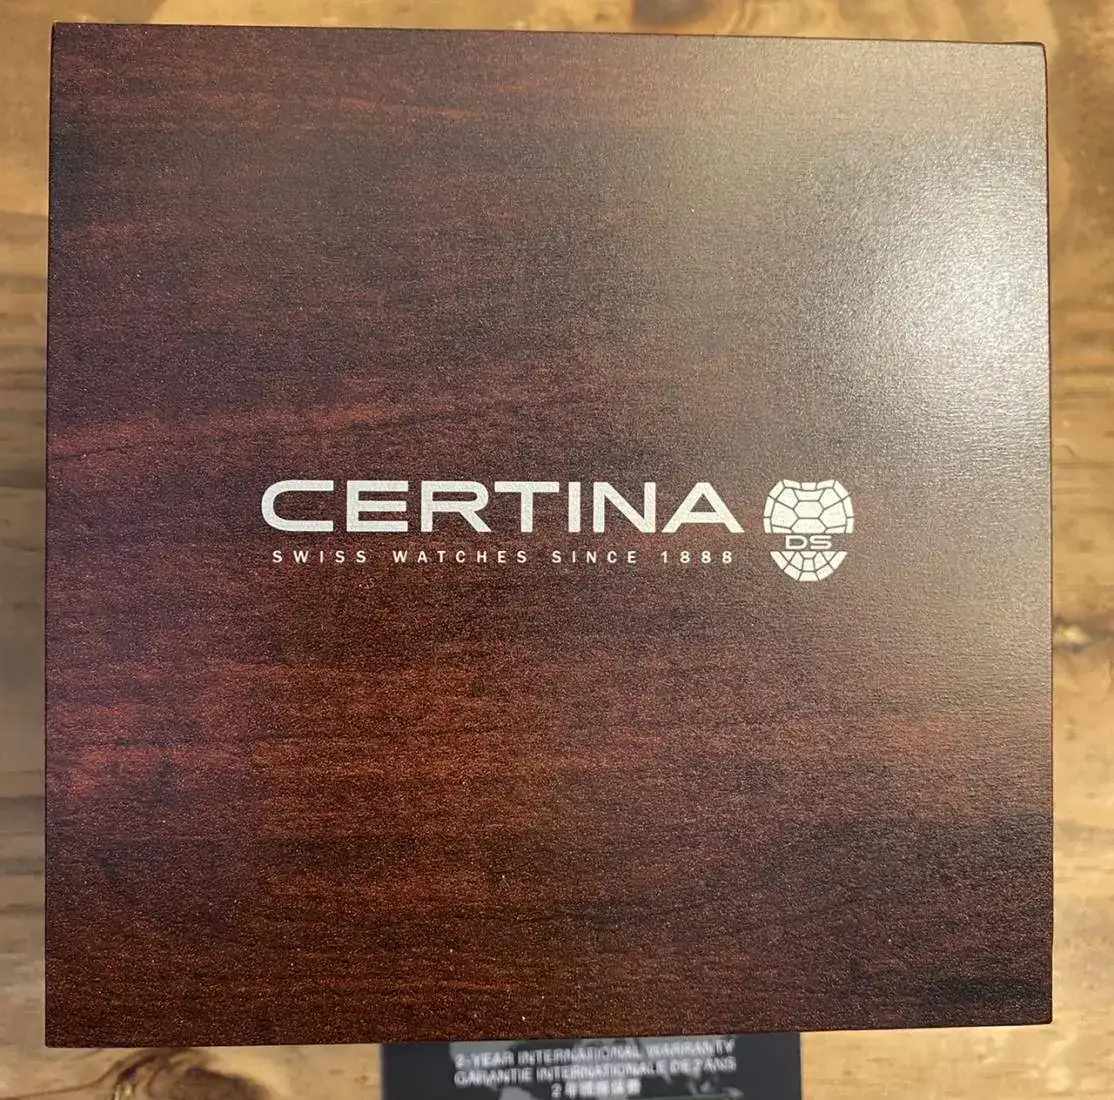 CERTINA
SWISS WATCHES SINCE 1888
DS
2-YEAR INTERNATIONAL WARRANTY
GARANTIE INTERNATIONALE DE 2 ANS